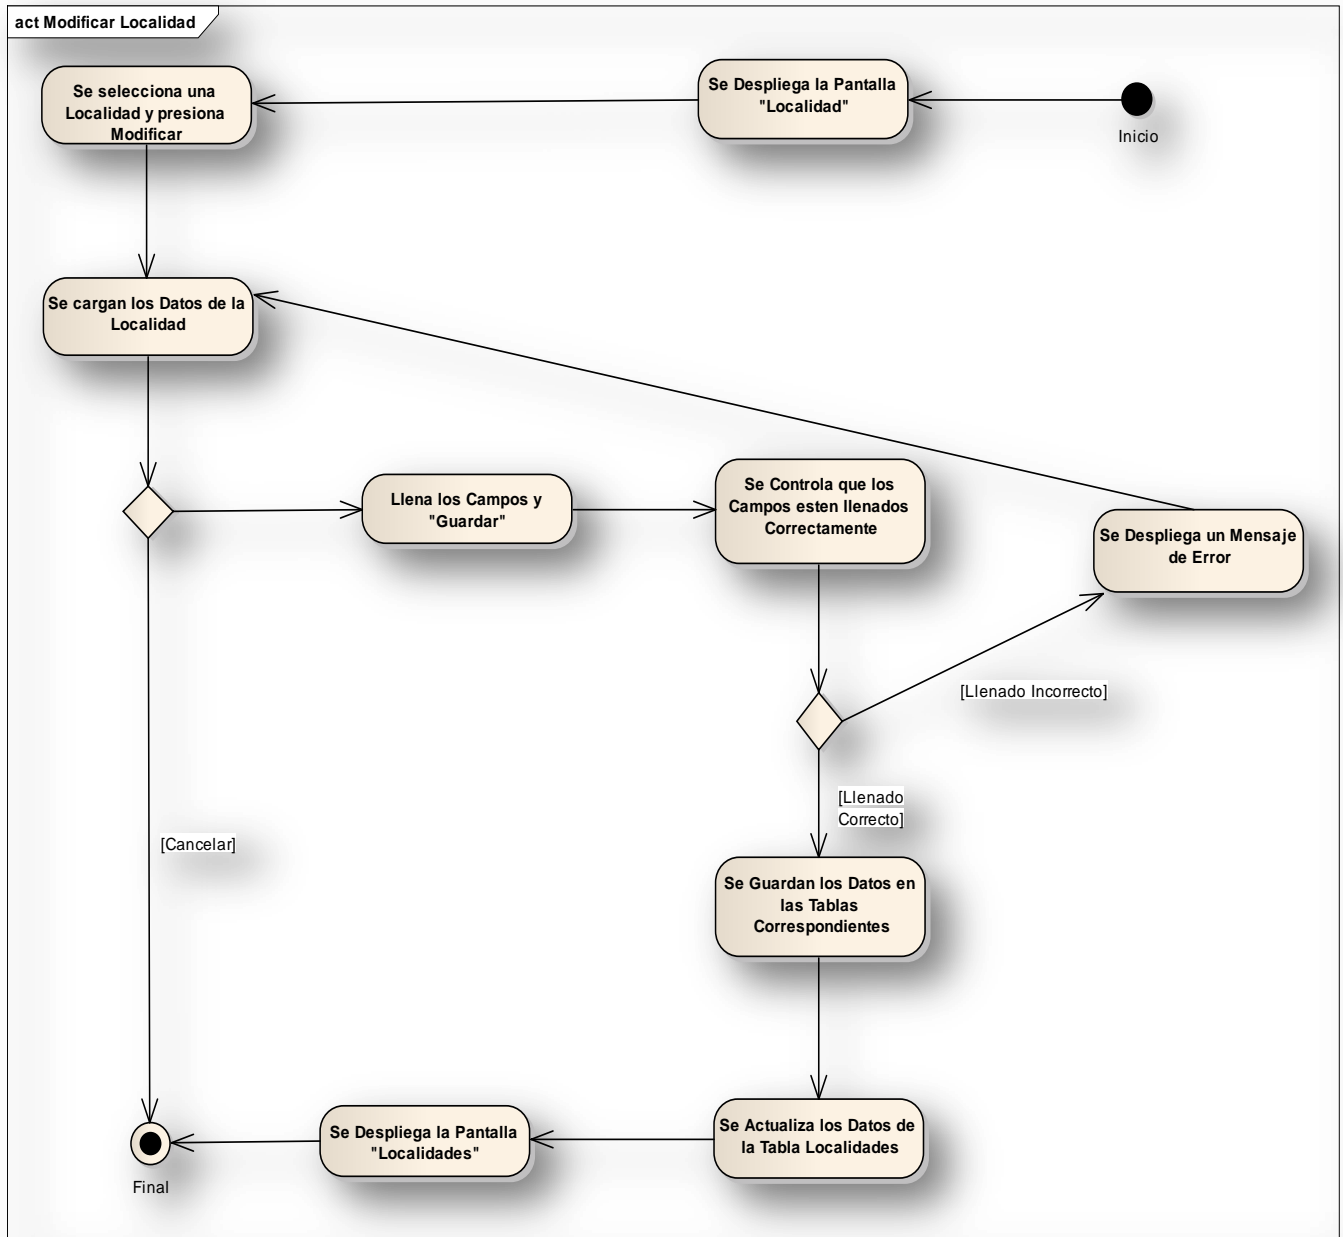 act Modificar Localidad
Se selecciona una
Localidad y presiona
Modificar
Se Despliega la Pantalla
"Localidad"
Inicio
Se cargan los Datos de la
Localidad
Llena los Campos y
"Guardar"
Se Controla que los
Campos esten llenados
Correctamente
Se Despliega un Mensaje
de Error
[Llenado Incorrecto]
[Llenado
Correcto]
[Cancelar]
Se Guardan los Datos en
las Tablas
Correspondientes
Se Actualiza los Datos de
la Tabla Localidades
Se Despliega la Pantalla
"Localidades"
Final